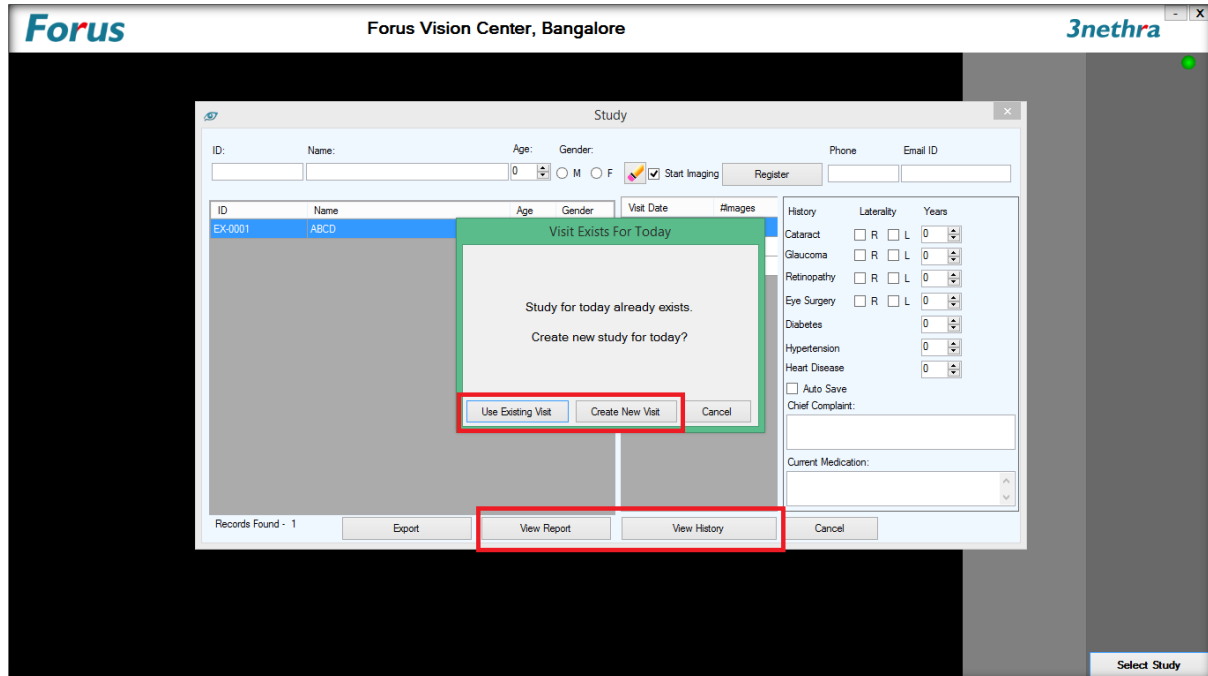 Forus
Forus Vision Center, Bangalore
3nethra
- X
Study
ID:
Name:
Age:
Gender:
Phone
Email ID
0
M
F
Start Imaging
Register
ID Name Age Gender
EX-0001 ABCD
Visit Date #Images
Visit Exists For Today
Study for today already exists.
Create new study for today?
Use Existing Visit
Create New Visit
Cancel
History Laterality Years
Cataract R L 0
Glaucoma R L 0
Retinopathy R L 0
Eye Surgery R L 0
Diabetes 0
Hypertension 0
Heart Disease 0
Auto Save
Chief Complaint:
Current Medication:
Records Found - 1
Export
View Report
View History
Cancel
Select Study